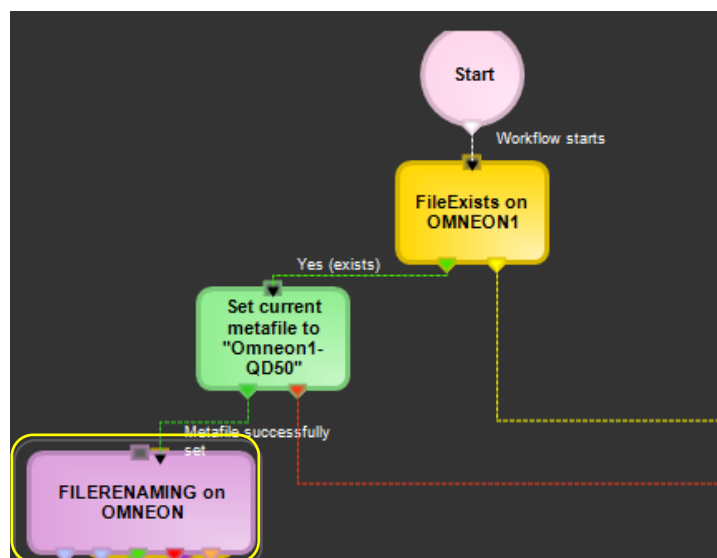 Start
Workflow starts
FileExists on
OMNEON1
Yes (exists)
Set current
metafile to
"Omneon1-
QD50"
Metafile successfully
set
FILERENAMING on
OMNEON